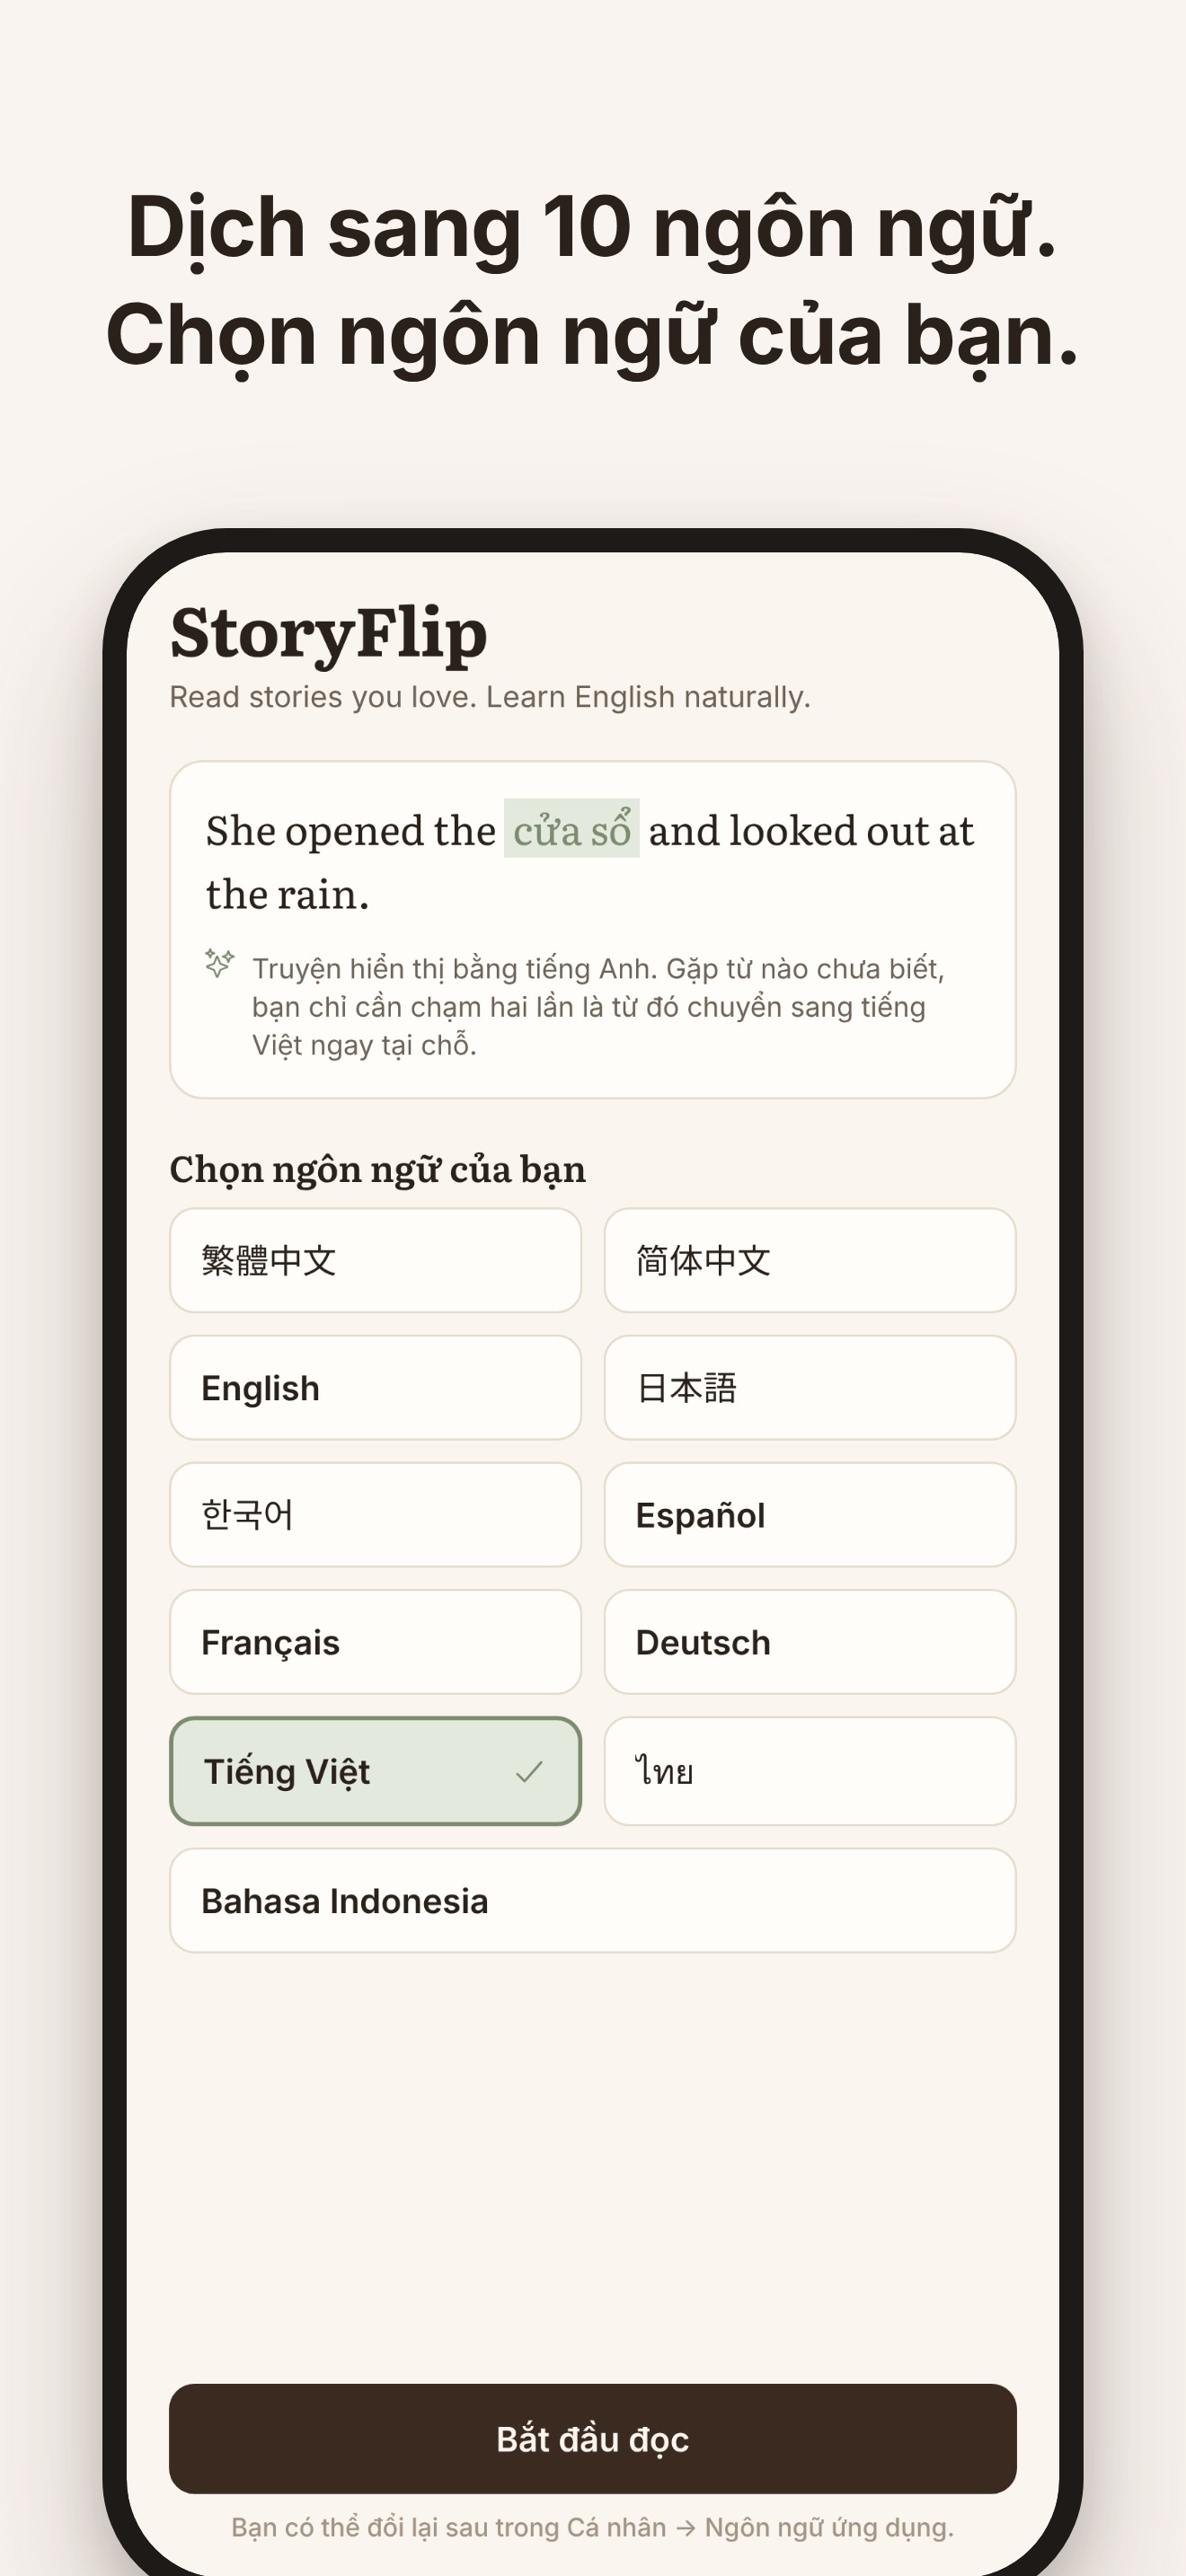 Dịch sang 10 ngôn ngữ.
Chọn ngôn ngữ của bạn.
StoryFlip
Read stories you love. Learn English naturally.
She opened the cửa sổ and looked out at
the rain.
Truyện hiển thị bằng tiếng Anh. Gặp từ nào chưa biết,
bạn chỉ cần chạm hai lần là từ đó chuyển sang tiếng
Việt ngay tại chỗ.
Chọn ngôn ngữ của bạn
繁體中文
简体中文
English
日本語
한국어
Español
Français
Deutsch
Tiếng Việt
ไทย
Bahasa Indonesia
Bắt đầu đọc
Bạn có thể đổi lại sau trong Cá nhân → Ngôn ngữ ứng dụng.